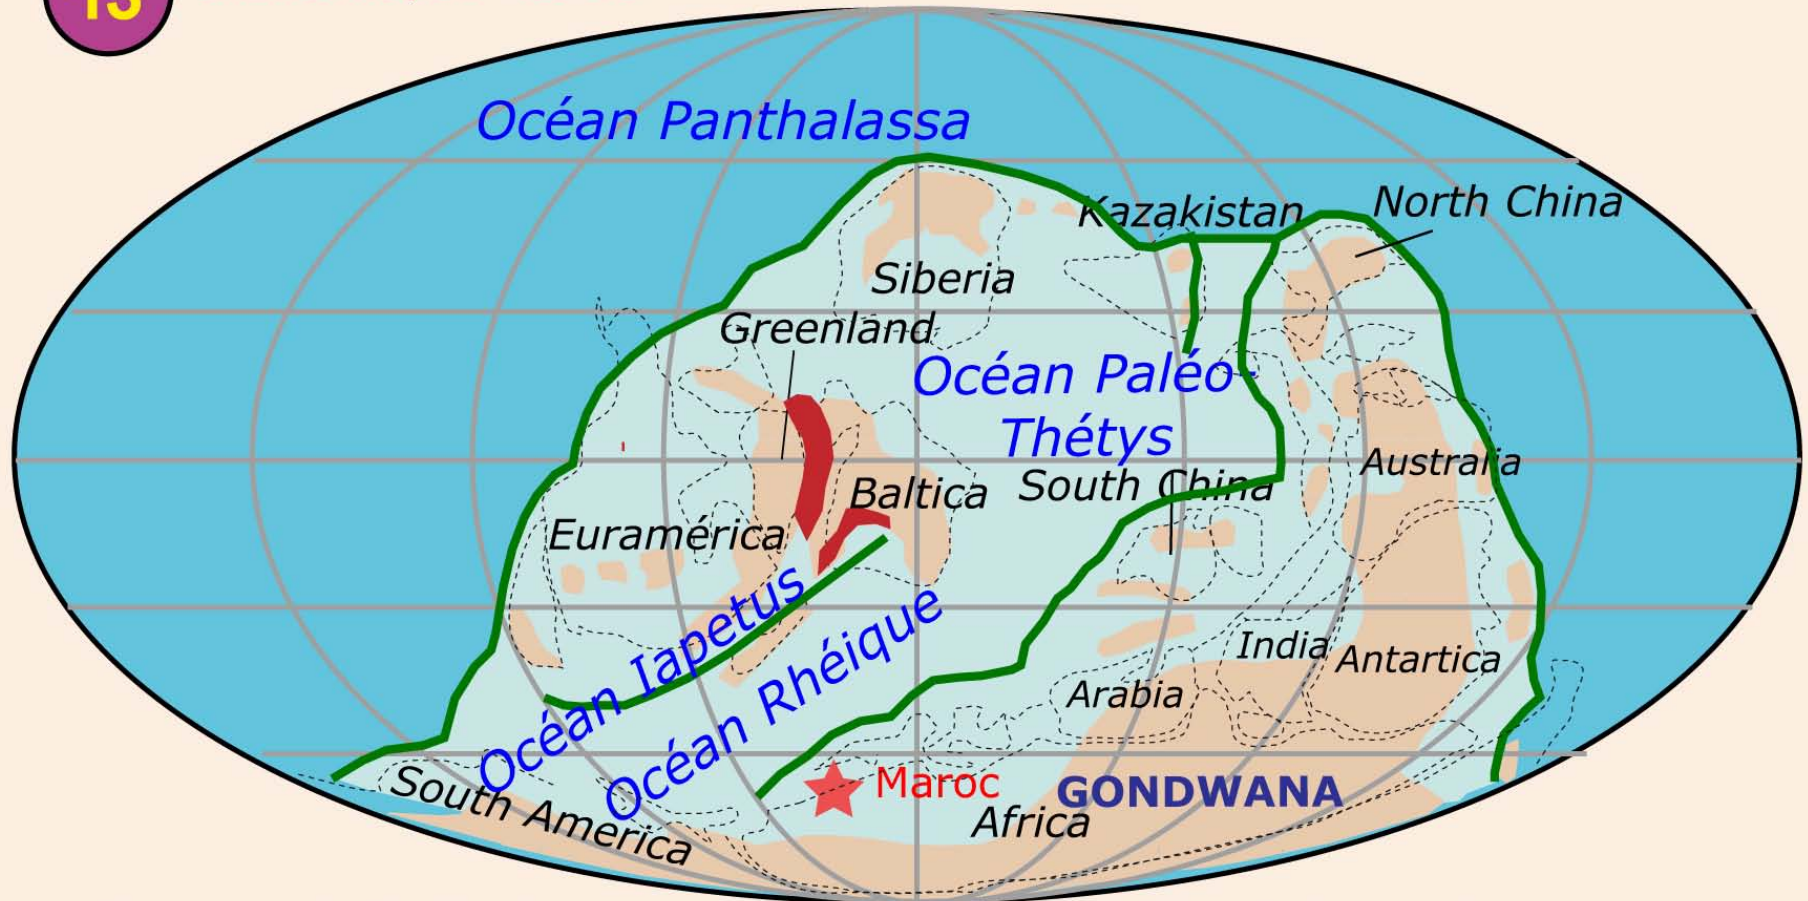 13
Océan Panthalassa
Kazakistan
North China
Siberia
Greenland
Océan Paléo-
Thétys
Australia
South China
Baltica
Euramérica
Océan Iapetus
Océan Rhéique
India
Antartica
Arabia
Maroc
GONDWANA
South America
Africa